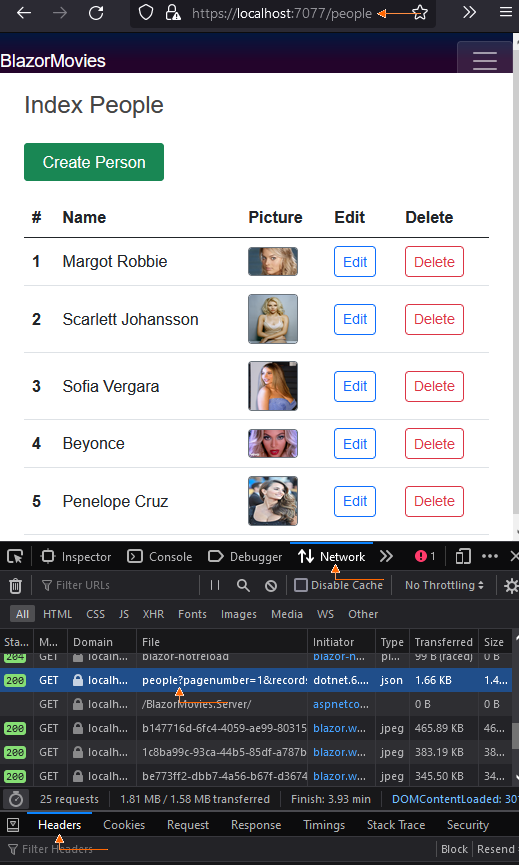 https://localhost:7077/people
BlazorMovies
Index People
Create Person
# Name Picture Edit Delete
1 Margot Robbie Edit Delete
2 Scarlett Johansson Edit Delete
3 Sofia Vergara Edit Delete
4 Beyonce Edit Delete
5 Penelope Cruz Edit Delete
Inspector Console Debugger Network 1
Filter URLs Disable Cache No Throttling
All HTML CSS JS XHR Fonts Images Media WS Other
Sta... M... Domain File Initiator Type Transferred Size
204 GET localh... blazor-hotreload blazor-h... pl... 99 B (raced) 0 B
200 GET localh... people?pagenumber=1&records dotnet.6.... json 1.66 KB 1.4...
GET localh... /BlazorMovies.Server/ aspnetco... 0 B 0 B
200 GET localh... b147716d-6fc4-4059-ae99-80315 blazor.w... jpeg 465.89 KB 46...
200 GET localh... 1c8ba99c-93ca-44b5-85df-a787b blazor.w... jpeg 383.19 KB 38...
200 GET localh... be773ff2-dbb7-4a56-b67f-d3674 blazor.w... jpeg 345.50 KB 34...
25 requests 1.81 MB / 1.58 MB transferred Finish: 3.93 min DOMContentLoaded: 301
Headers Cookies Request Response Timings Stack Trace Security
Filter Headers Block Resend